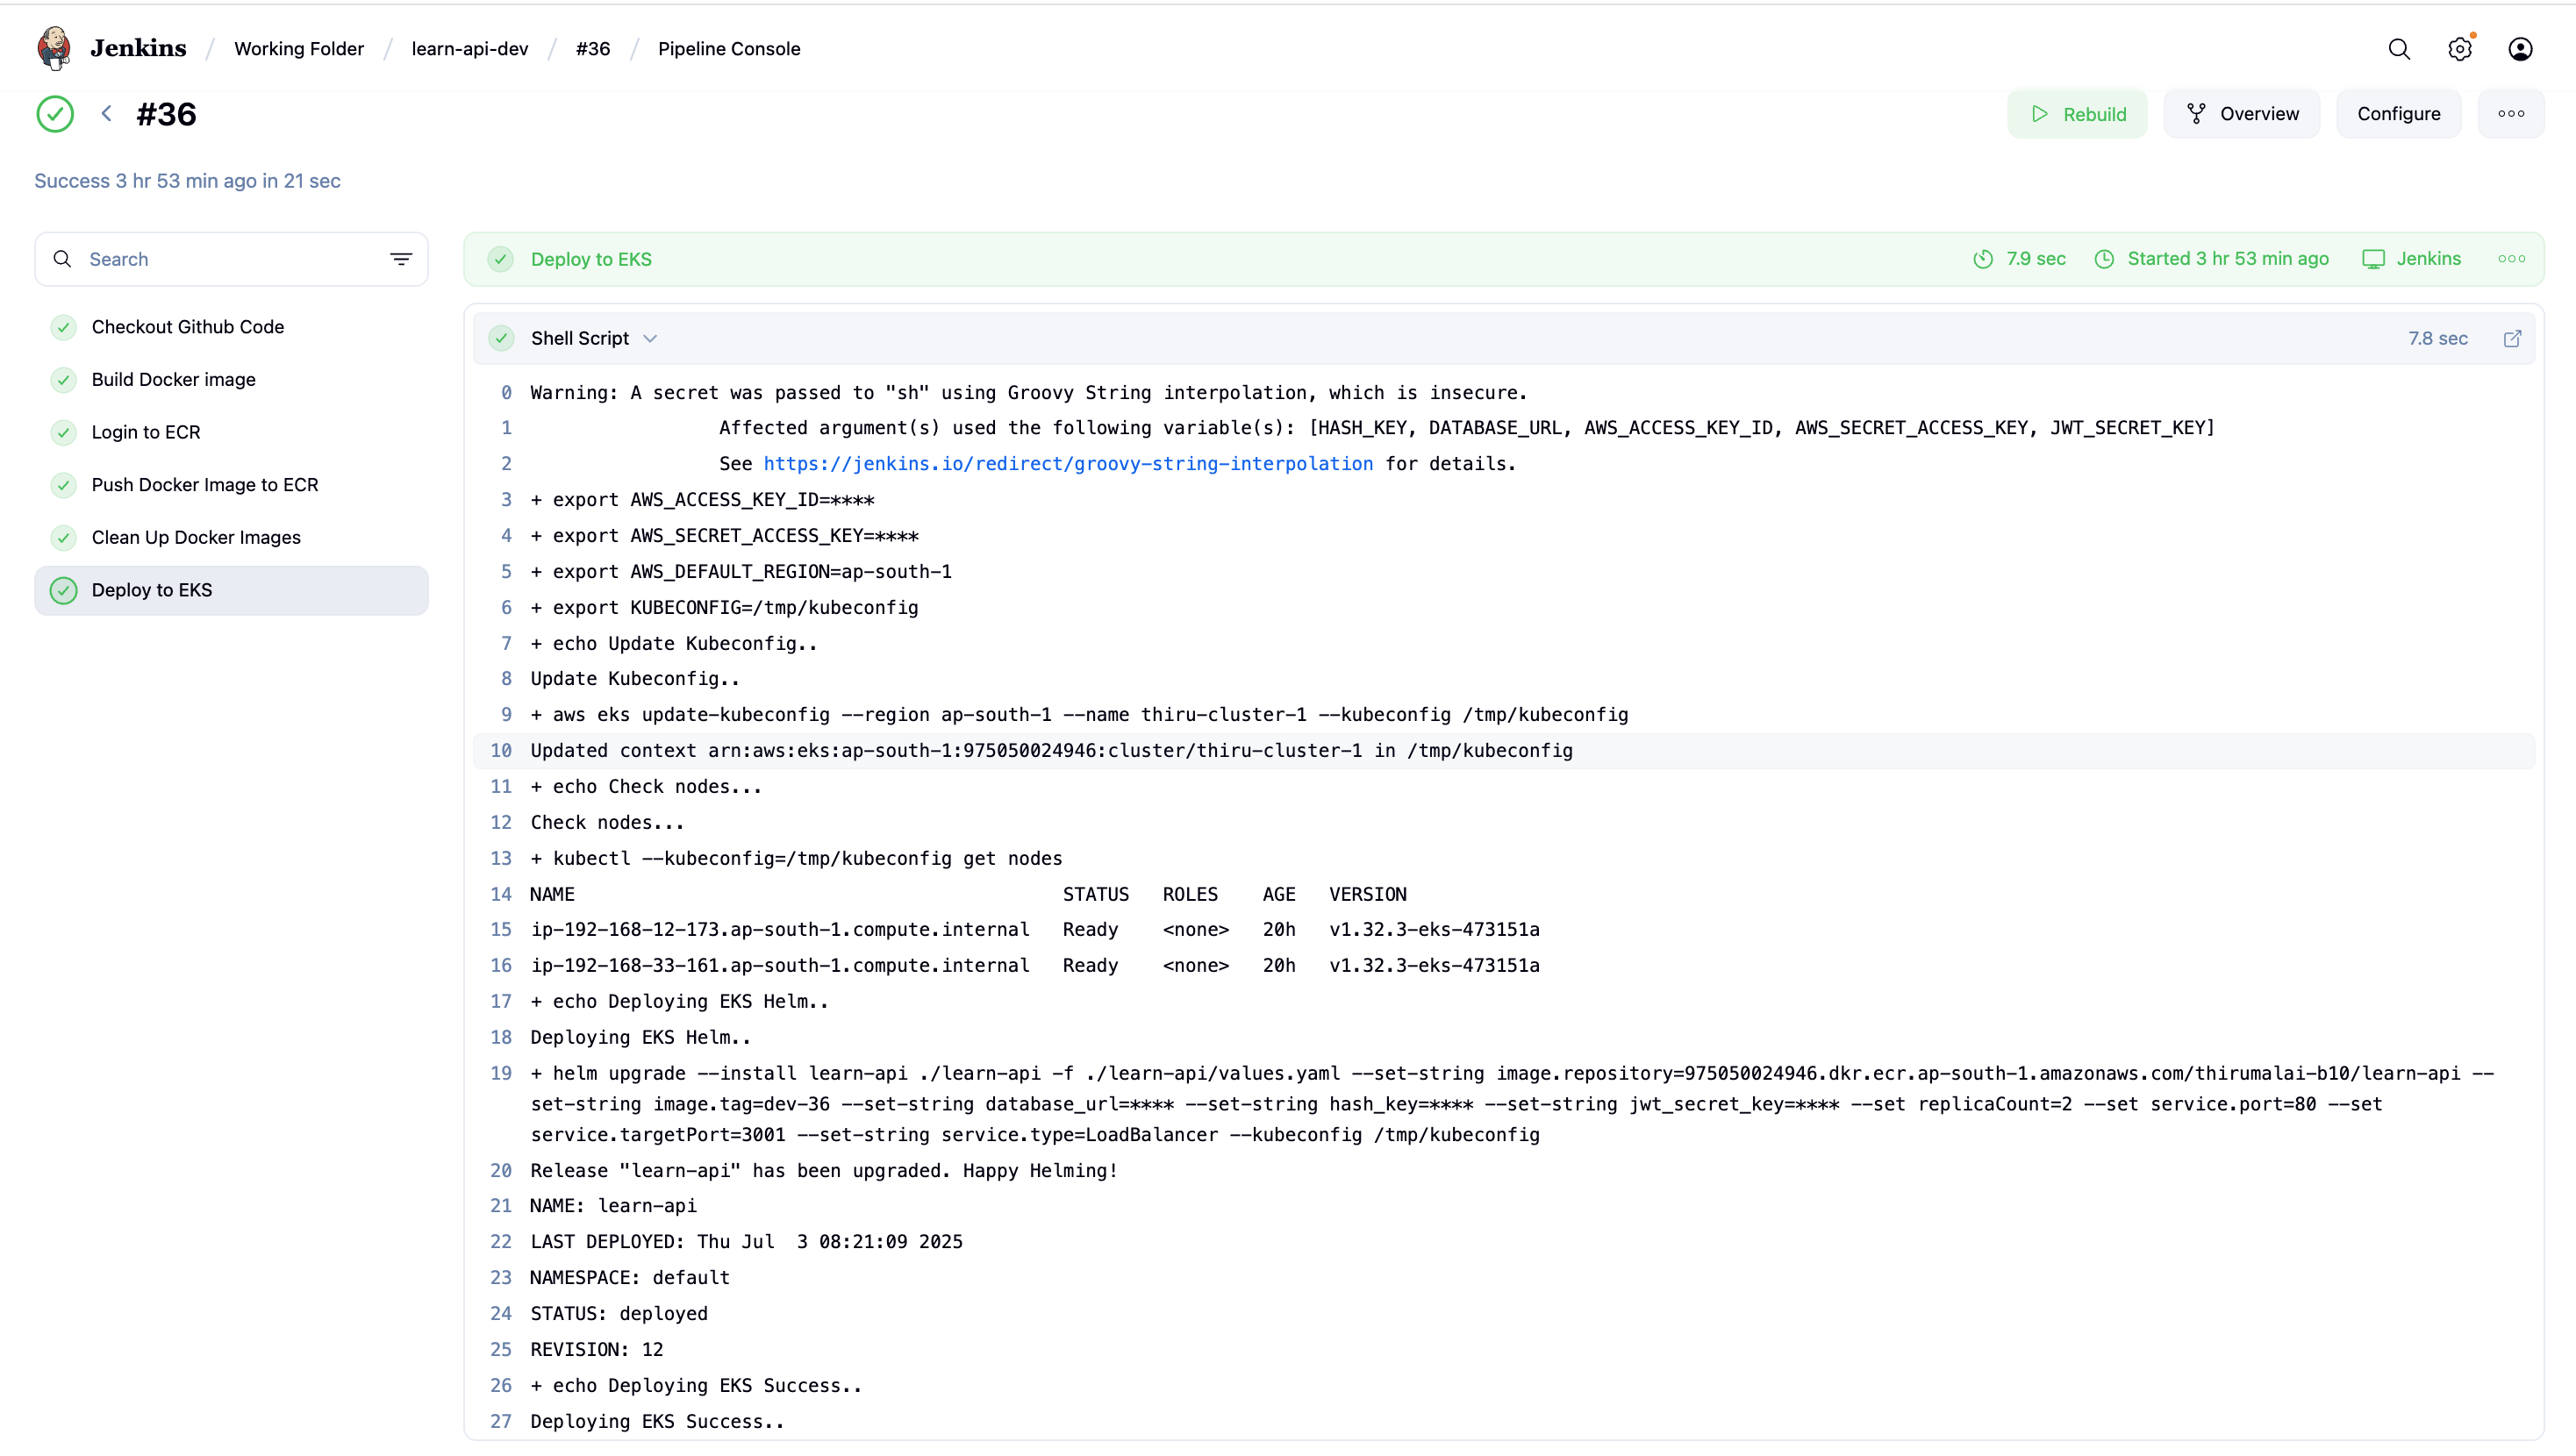 Jenkins / Working Folder / learn-api-dev / #36 / Pipeline Console
#36
Rebuild Overview Configure
Success 3 hr 53 min ago in 21 sec
Search
Checkout Github Code
Build Docker image
Login to ECR
Push Docker Image to ECR
Clean Up Docker Images
Deploy to EKS
Deploy to EKS 7.9 sec Started 3 hr 53 min ago Jenkins
Shell Script 7.8 sec
0 Warning: A secret was passed to "sh" using Groovy String interpolation, which is insecure.
1 Affected argument(s) used the following variable(s): [HASH_KEY, DATABASE_URL, AWS_ACCESS_KEY_ID, AWS_SECRET_ACCESS_KEY, JWT_SECRET_KEY]
2 See https://jenkins.io/redirect/groovy-string-interpolation for details.
3 + export AWS_ACCESS_KEY_ID=****
4 + export AWS_SECRET_ACCESS_KEY=****
5 + export AWS_DEFAULT_REGION=ap-south-1
6 + export KUBECONFIG=/tmp/kubeconfig
7 + echo Update Kubeconfig..
8 Update Kubeconfig..
9 + aws eks update-kubeconfig --region ap-south-1 --name thiru-cluster-1 --kubeconfig /tmp/kubeconfig
10 Updated context arn:aws:eks:ap-south-1:975050024946:cluster/thiru-cluster-1 in /tmp/kubeconfig
11 + echo Check nodes...
12 Check nodes...
13 + kubectl --kubeconfig=/tmp/kubeconfig get nodes
14 NAME STATUS ROLES AGE VERSION
15 ip-192-168-12-173.ap-south-1.compute.internal Ready <none> 20h v1.32.3-eks-473151a
16 ip-192-168-33-161.ap-south-1.compute.internal Ready <none> 20h v1.32.3-eks-473151a
17 + echo Deploying EKS Helm..
18 Deploying EKS Helm..
19 + helm upgrade --install learn-api ./learn-api -f ./learn-api/values.yaml --set-string image.repository=975050024946.dkr.ecr.ap-south-1.amazonaws.com/thirumalai-b10/learn-api --
set-string image.tag=dev-36 --set-string database_url=**** --set-string hash_key=**** --set-string jwt_secret_key=**** --set replicaCount=2 --set service.port=80 --set
service.targetPort=3001 --set-string service.type=LoadBalancer --kubeconfig /tmp/kubeconfig
20 Release "learn-api" has been upgraded. Happy Helming!
21 NAME: learn-api
22 LAST DEPLOYED: Thu Jul  3 08:21:09 2025
23 NAMESPACE: default
24 STATUS: deployed
25 REVISION: 12
26 + echo Deploying EKS Success..
27 Deploying EKS Success..